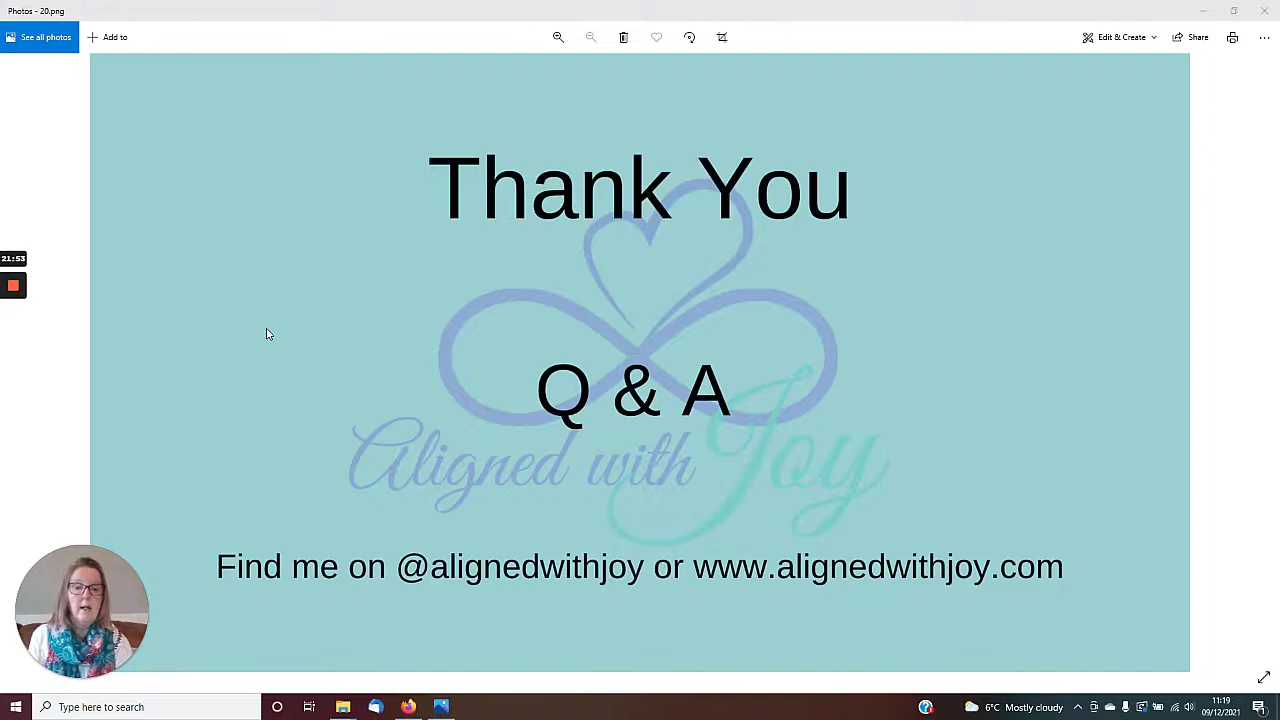 Photos - 20.png
See all photos
Add to
Edit & Create
Share
Thank You
21:53
Q & A
Aligned with Joy
Find me on @alignedwithjoy or www.alignedwithjoy.com
Type here to search
6°C Mostly cloudy
11:19
09/12/2021